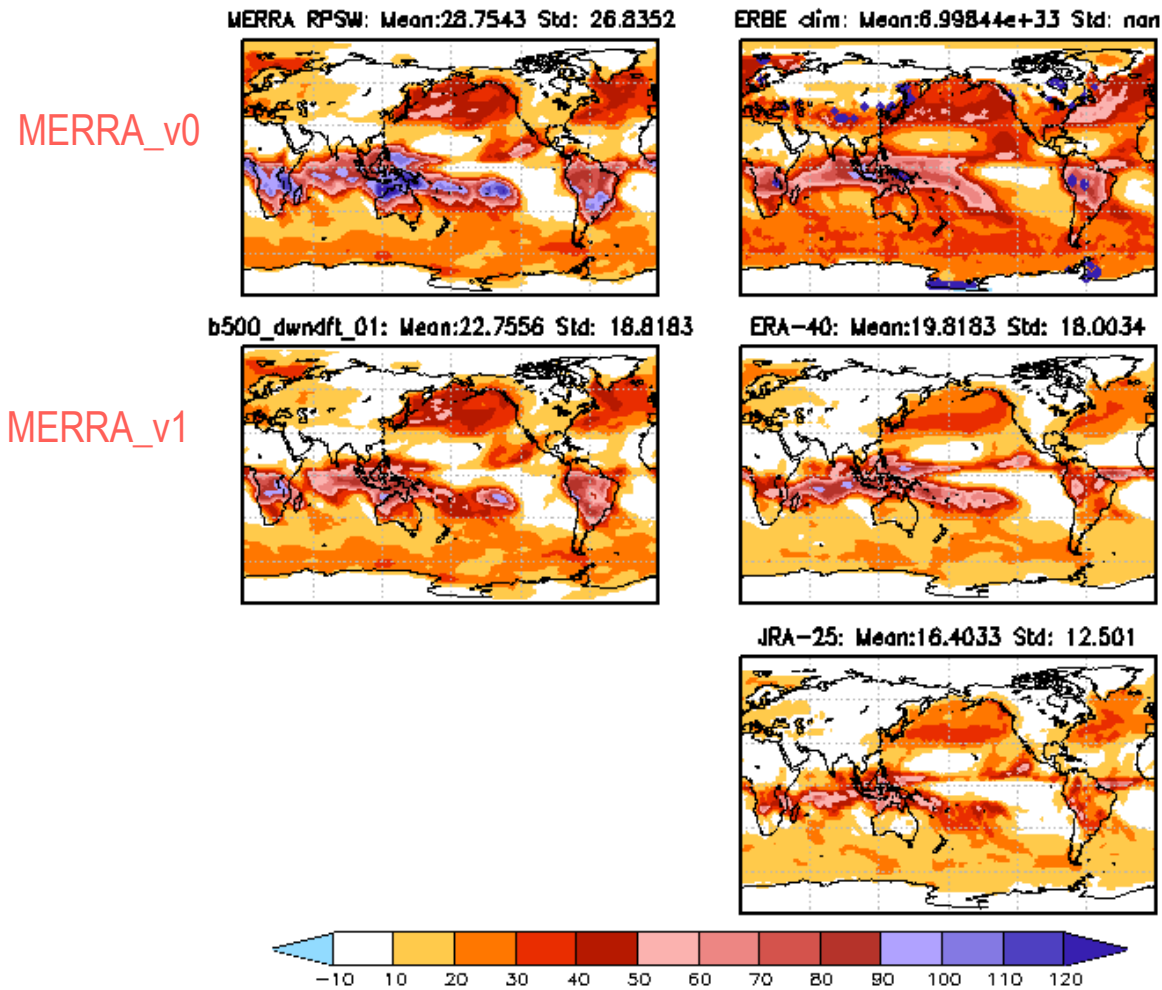 MERRA RPSW: Mean:28.7543 Std: 26.8352
ERBE clim: Mean:6.99844e+33 Std: nan
MERRA_v0
b500_dwndft_01: Mean:22.7556 Std: 18.8183
ERA-40: Mean:19.8183 Std: 18.0034
MERRA_v1
JRA-25: Mean:16.4033 Std: 12.501
-10 10 20 30 40 50 60 70 80 90 100 110 120